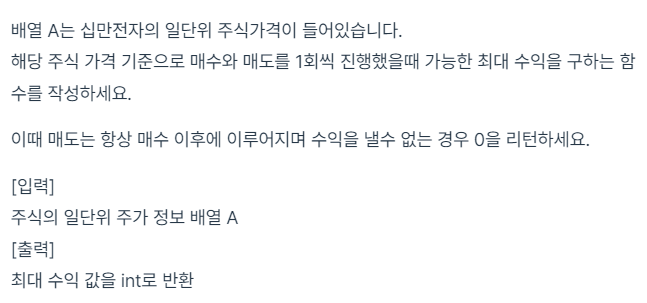 배열 A는 십만전자의 일단위 주식가격이 들어있습니다.
해당 주식 가격 기준으로 매수와 매도를 1회씩 진행했을때 가능한 최대 수익을 구하는 함
수를 작성하세요.
이때 매도는 항상 매수 이후에 이루어지며 수익을 낼수 없는 경우 0을 리턴하세요.
[입력]
주식의 일단위 주가 정보 배열 A
[출력]
최대 수익 값을 int로 반환